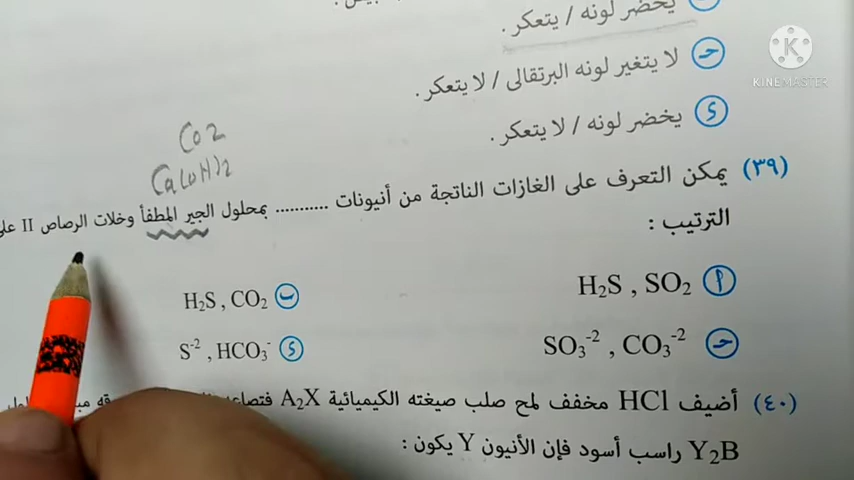 يخضر لونه / يتعكر .
ح لا يتغير لونه البرتقالى / لا يتعكر .
KINEMASTER
د يخضر لونه / لا يتعكر .
CO2
Ca(OH)2
(٣٩) يمكن التعرف على الغازات الناتجة من أنيونات ........... بمحلول الجير المطفأ وخلات الرصاص II
الترتيب :
أ H₂S , SO₂
ب H₂S , CO₂
ح SO₃⁻² , CO₃⁻²
د S⁻² , HCO₃⁻
(٤٠) أضيف HCl مخفف لمح صلب صيغته الكيميائية A₂X
Y₂B راسب أسود فإن الأنيون Y يكون :